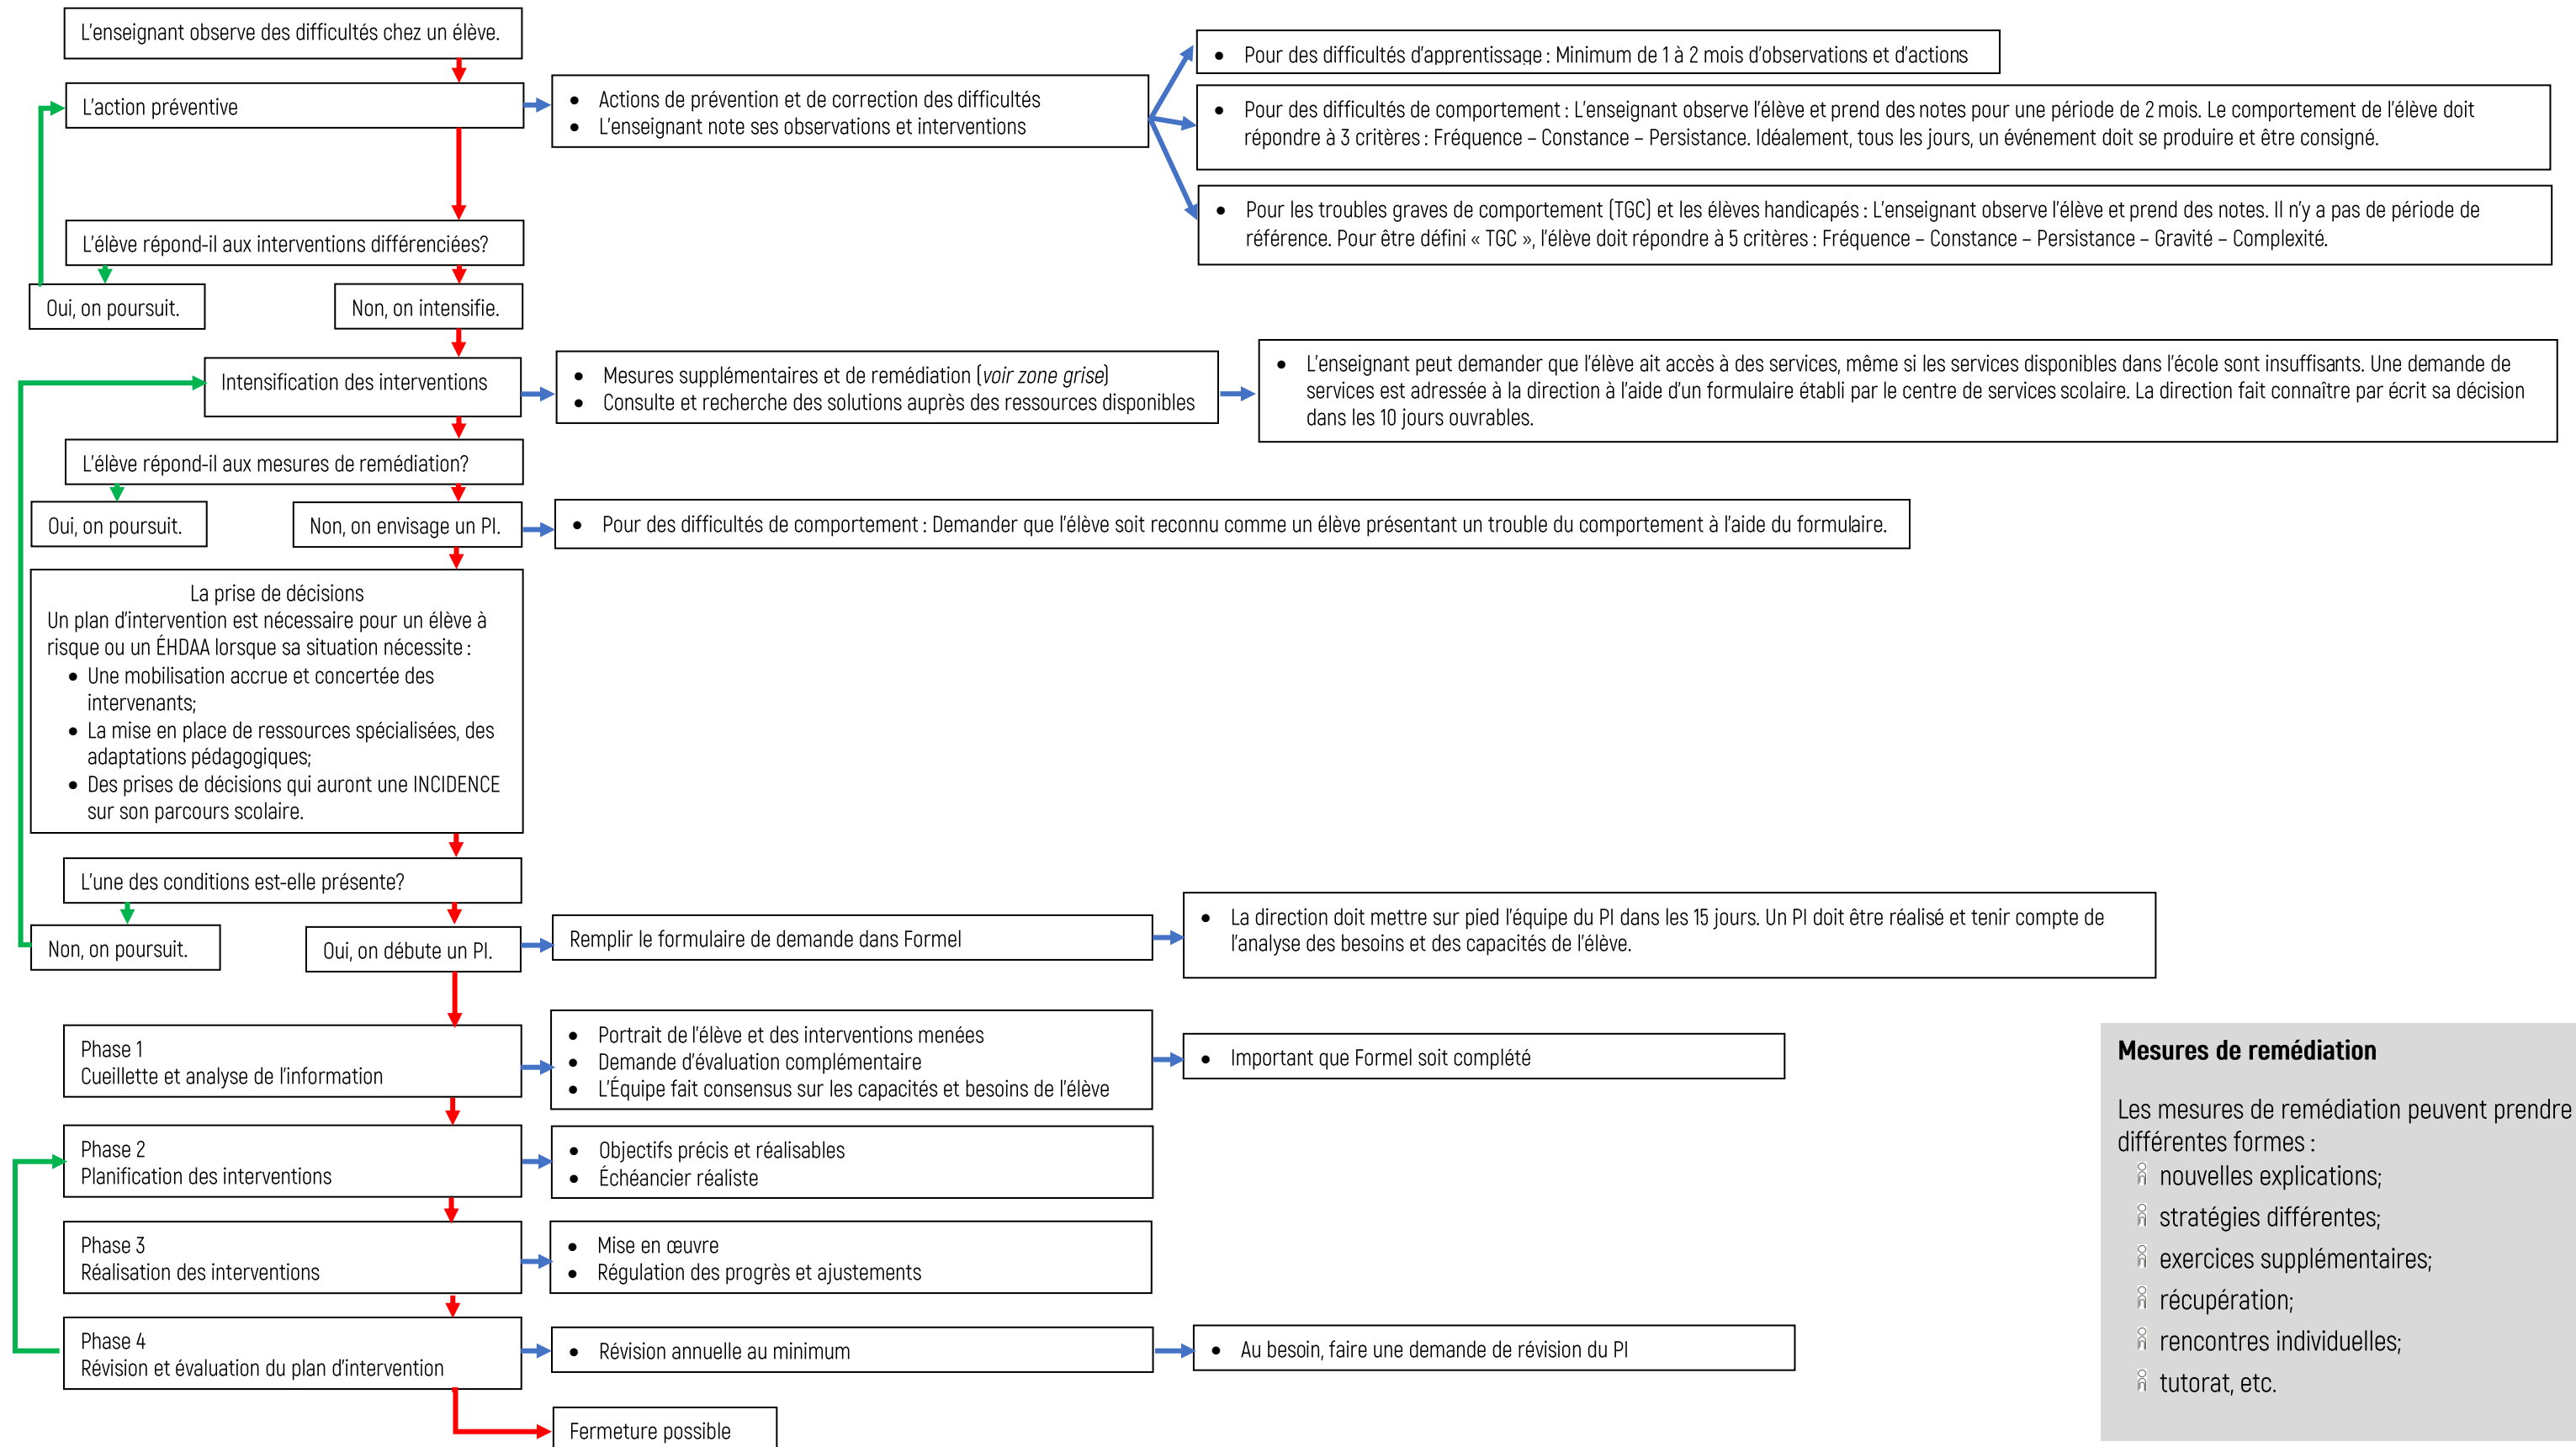 L'enseignant observe des difficultés chez un élève.
L'action préventive
• Actions de prévention et de correction des difficultés
• L'enseignant note ses observations et interventions
• Pour des difficultés d'apprentissage : Minimum de 1 à 2 mois d'observations et d'actions
• Pour des difficultés de comportement : L'enseignant observe l'élève et prend des notes pour une période de 2 mois. Le comportement de l'élève doit
répondre à 3 critères : Fréquence – Constance – Persistance. Idéalement, tous les jours, un événement doit se produire et être consigné.
• Pour les troubles graves de comportement (TGC) et les élèves handicapés : L'enseignant observe l'élève et prend des notes. Il n'y a pas de période de
référence. Pour être défini « TGC », l'élève doit répondre à 5 critères : Fréquence – Constance – Persistance – Gravité – Complexité.
L'élève répond-il aux interventions différenciées?
Oui, on poursuit.
Non, on intensifie.
Intensification des interventions
• Mesures supplémentaires et de remédiation (voir zone grise)
• Consulte et recherche des solutions auprès des ressources disponibles
• L'enseignant peut demander que l'élève ait accès à des services, même si les services disponibles dans l'école sont insuffisants. Une demande de
services est adressée à la direction à l'aide d'un formulaire établi par le centre de services scolaire. La direction fait connaître par écrit sa décision
dans les 10 jours ouvrables.
L'élève répond-il aux mesures de remédiation?
Oui, on poursuit.
Non, on envisage un PI.
• Pour des difficultés de comportement : Demander que l'élève soit reconnu comme un élève présentant un trouble du comportement à l'aide du formulaire.
La prise de décisions
Un plan d'intervention est nécessaire pour un élève à
risque ou un ÉHDAA lorsque sa situation nécessite :
• Une mobilisation accrue et concertée des
intervenants;
• La mise en place de ressources spécialisées, des
adaptations pédagogiques;
• Des prises de décisions qui auront une INCIDENCE
sur son parcours scolaire.
L'une des conditions est-elle présente?
Non, on poursuit.
Oui, on débute un PI.
Remplir le formulaire de demande dans Formel
• La direction doit mettre sur pied l'équipe du PI dans les 15 jours. Un PI doit être réalisé et tenir compte de
l'analyse des besoins et des capacités de l'élève.
Phase 1
Cueillette et analyse de l'information
• Portrait de l'élève et des interventions menées
• Demande d'évaluation complémentaire
• L'Équipe fait consensus sur les capacités et besoins de l'élève
• Important que Formel soit complété
Phase 2
Planification des interventions
• Objectifs précis et réalisables
• Échéancier réaliste
Phase 3
Réalisation des interventions
• Mise en œuvre
• Régulation des progrès et ajustements
Phase 4
Révision et évaluation du plan d'intervention
• Révision annuelle au minimum
• Au besoin, faire une demande de révision du PI
Fermeture possible
Mesures de remédiation
Les mesures de remédiation peuvent prendre
différentes formes :
nouvelles explications;
stratégies différentes;
exercices supplémentaires;
récupération;
rencontres individuelles;
tutorat, etc.